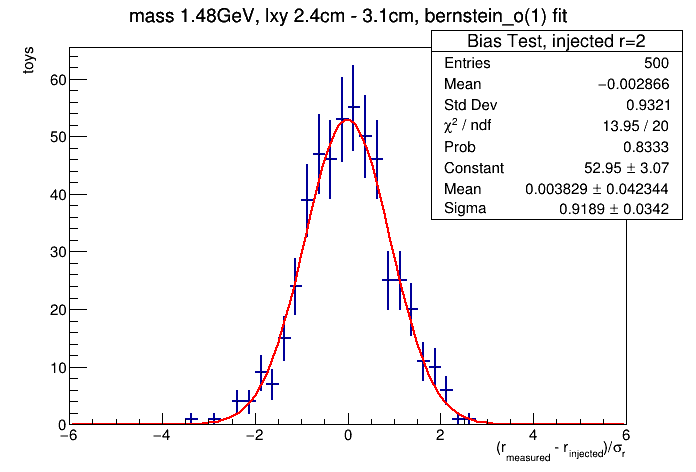 mass 1.48GeV, lxy 2.4cm - 3.1cm, bernstein_o(1) fit
toys
Bias Test, injected r=2
Entries 500
Mean −0.002866
Std Dev 0.9321
χ² / ndf 13.95 / 20
Prob 0.8333
Constant 52.95 ± 3.07
Mean 0.003829 ± 0.042344
Sigma 0.9189 ± 0.0342
60
50
40
30
20
10
0
−6 −4 −2 0 2 4 6
(r_measured - r_injected)/σ_r